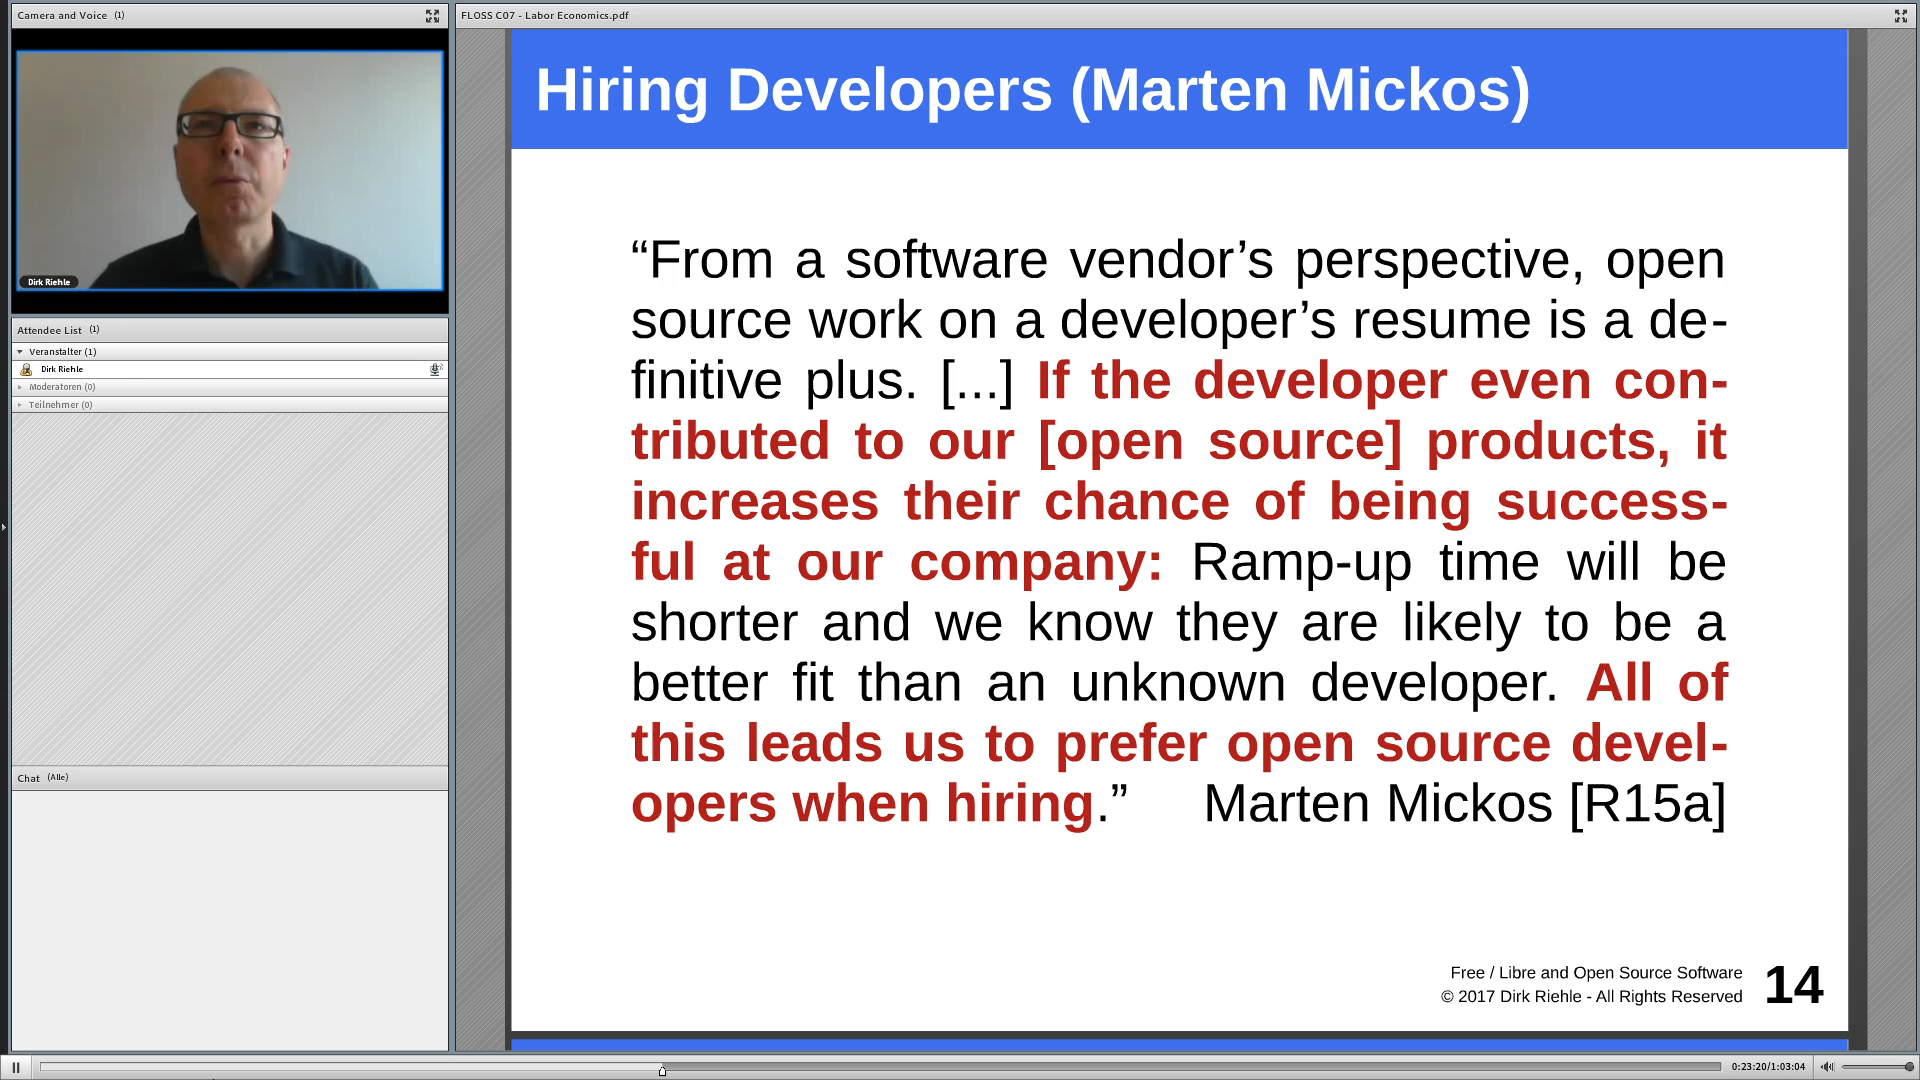 Camera and Voice (1)
Dirk Riehle
Attendee List (1)
Veranstalter (1)
Dirk Riehle
Moderatoren (0)
Teilnehmer (0)
Chat (Alle)
FLOSS C07 - Labor Economics.pdf
Hiring Developers (Marten Mickos)
“From a software vendor’s perspective, open
source work on a developer’s resume is a de-
finitive plus. [...] If the developer even con-
tributed to our [open source] products, it
increases their chance of being success-
ful at our company: Ramp-up time will be
shorter and we know they are likely to be a
better fit than an unknown developer. All of
this leads us to prefer open source devel-
opers when hiring.” Marten Mickos [R15a]
Free / Libre and Open Source Software
© 2017 Dirk Riehle - All Rights Reserved
14
0:23:20/1:03:04